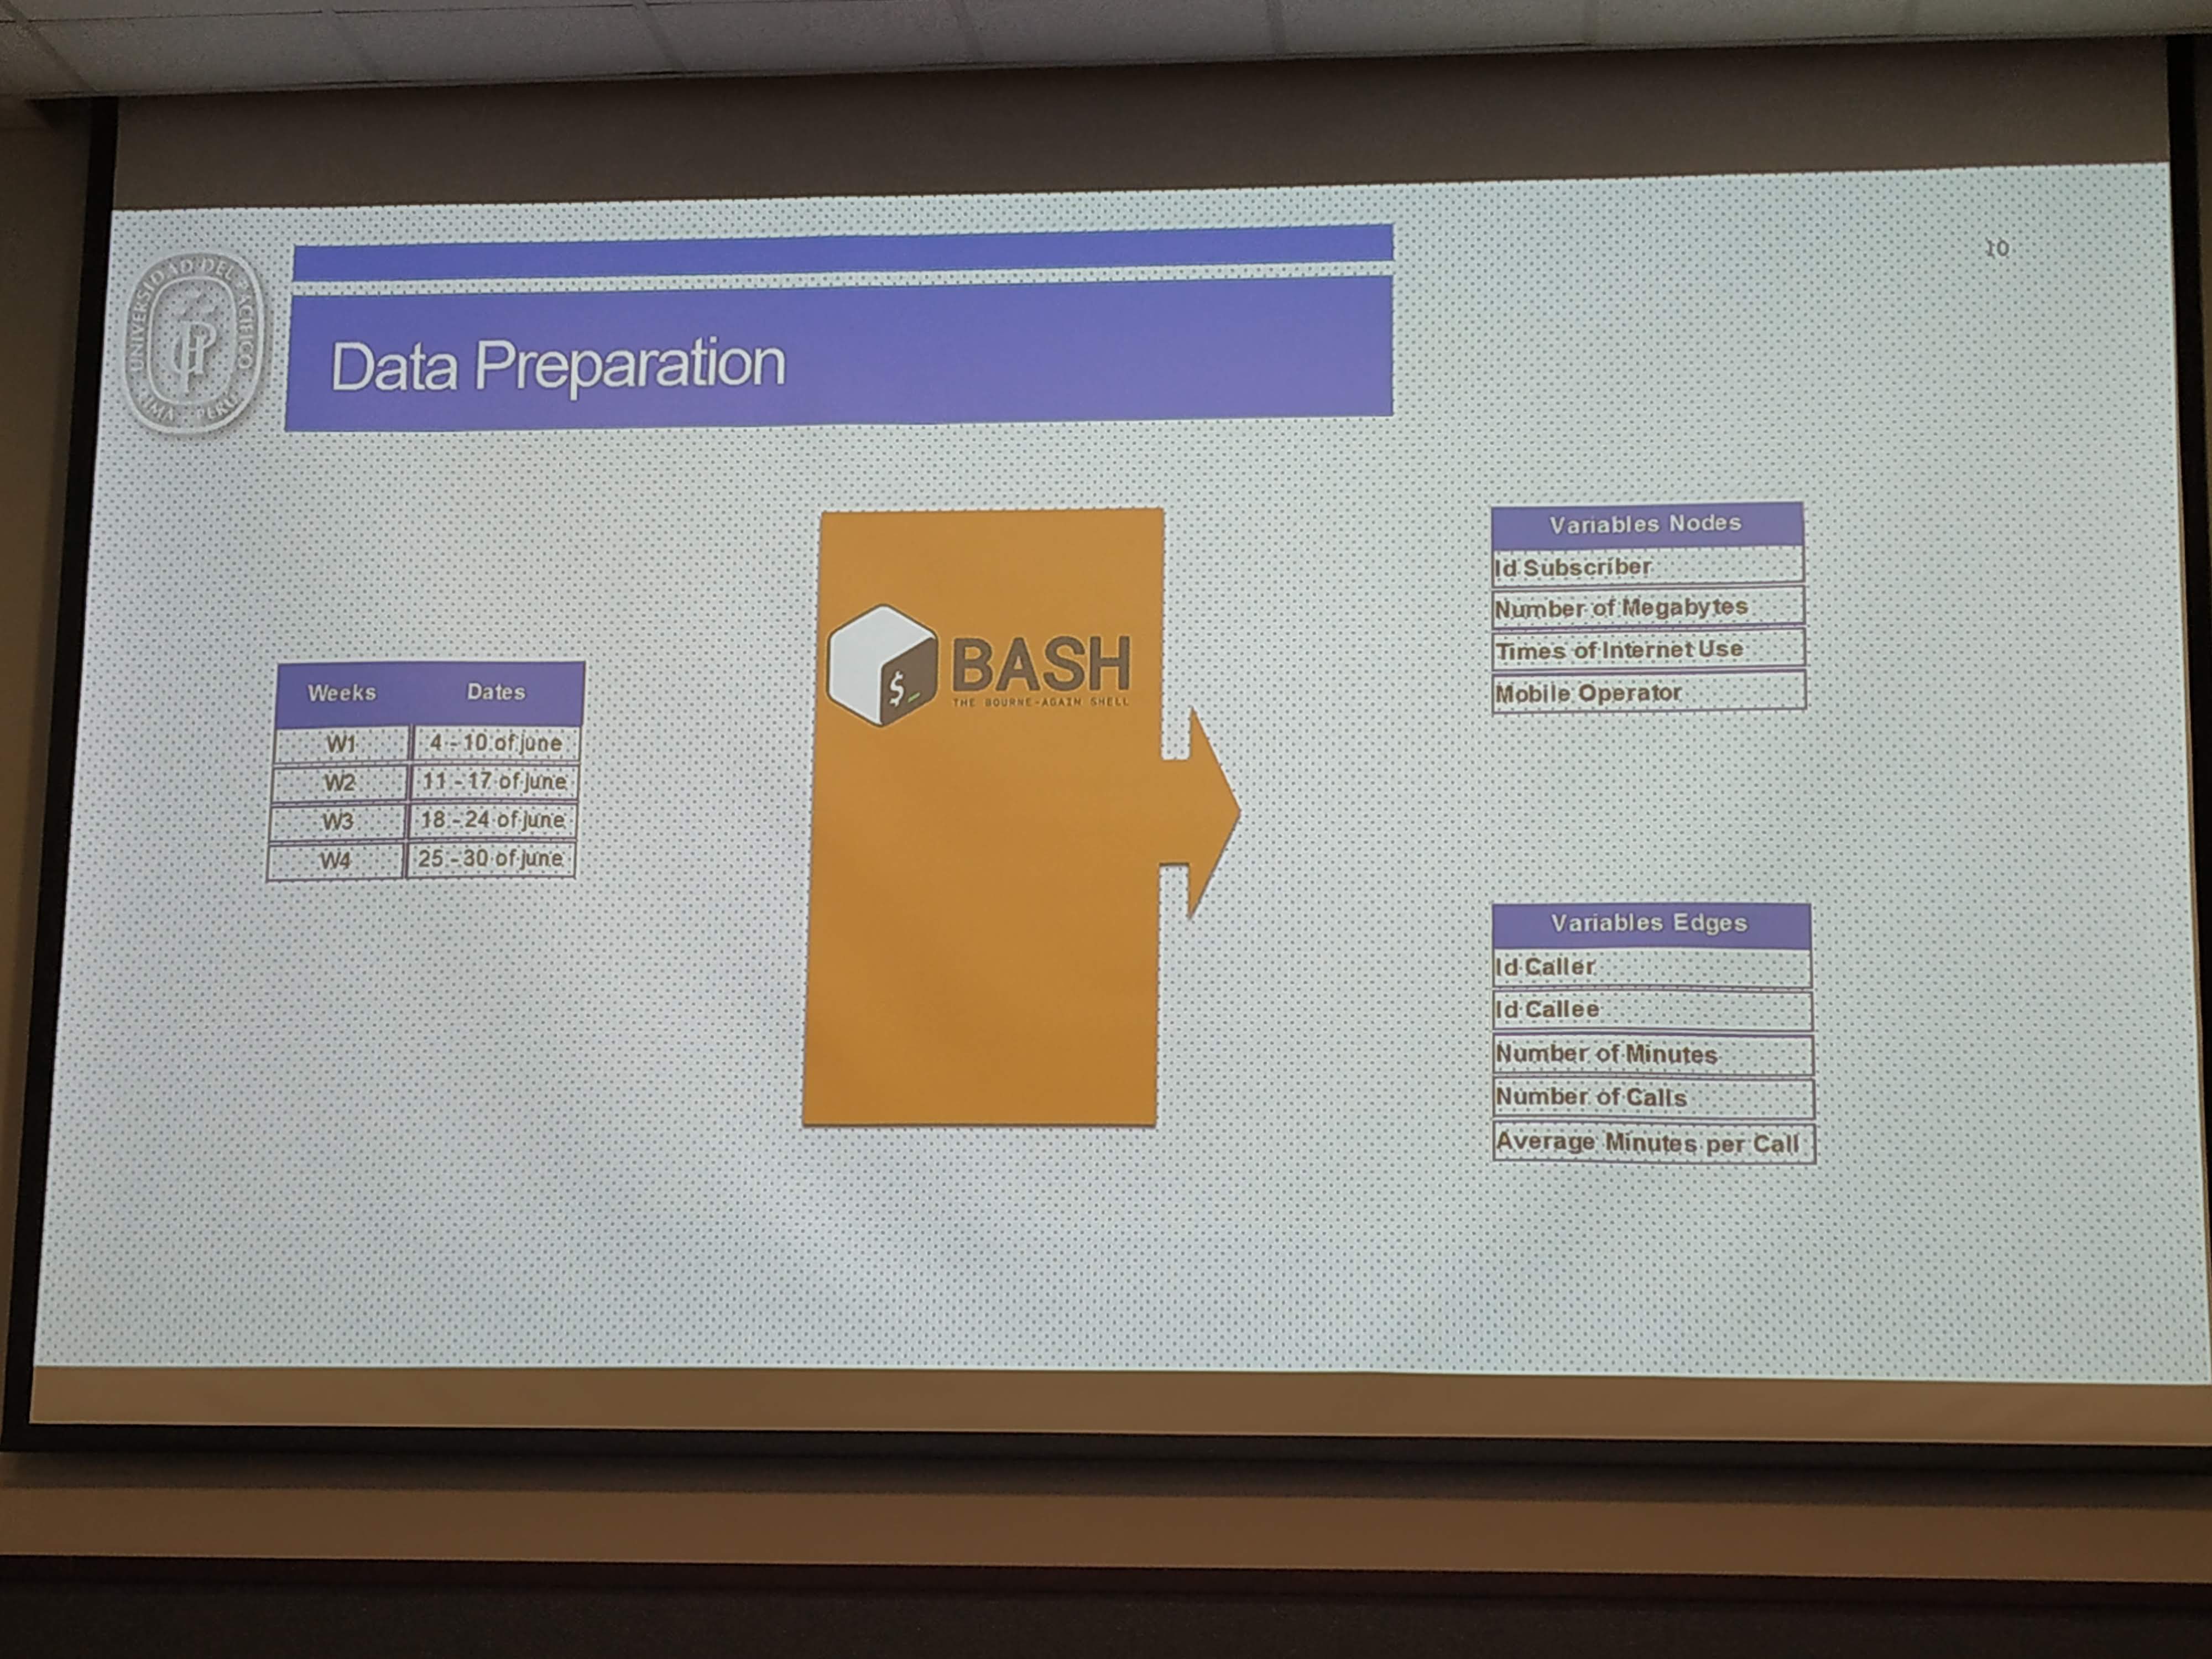 10
UNIVERSIDAD DEL PACIFICO
LIMA - PERU
Data Preparation
Weeks Dates
W1 4 - 10 of june
W2 11 - 17 of june
W3 18 - 24 of june
W4 25 - 30 of june
$_
BASH
THE BOURNE-AGAIN SHELL
Variables Nodes
Id Subscriber
Number of Megabytes
Times of Internet Use
Mobile Operator
Variables Edges
Id Caller
Id Callee
Number of Minutes
Number of Calls
Average Minutes per Call